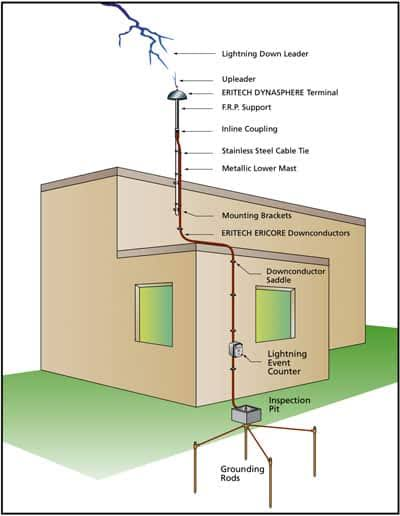 Lightning Down Leader
Upleader
ERITECH DYNASPHERE Terminal
F.R.P. Support
Inline Coupling
Stainless Steel Cable Tie
Metallic Lower Mast
Mounting Brackets
ERITECH ERICORE Downconductors
Downconductor
Saddle
Lightning
Event
Counter
Inspection
Pit
Grounding
Rods